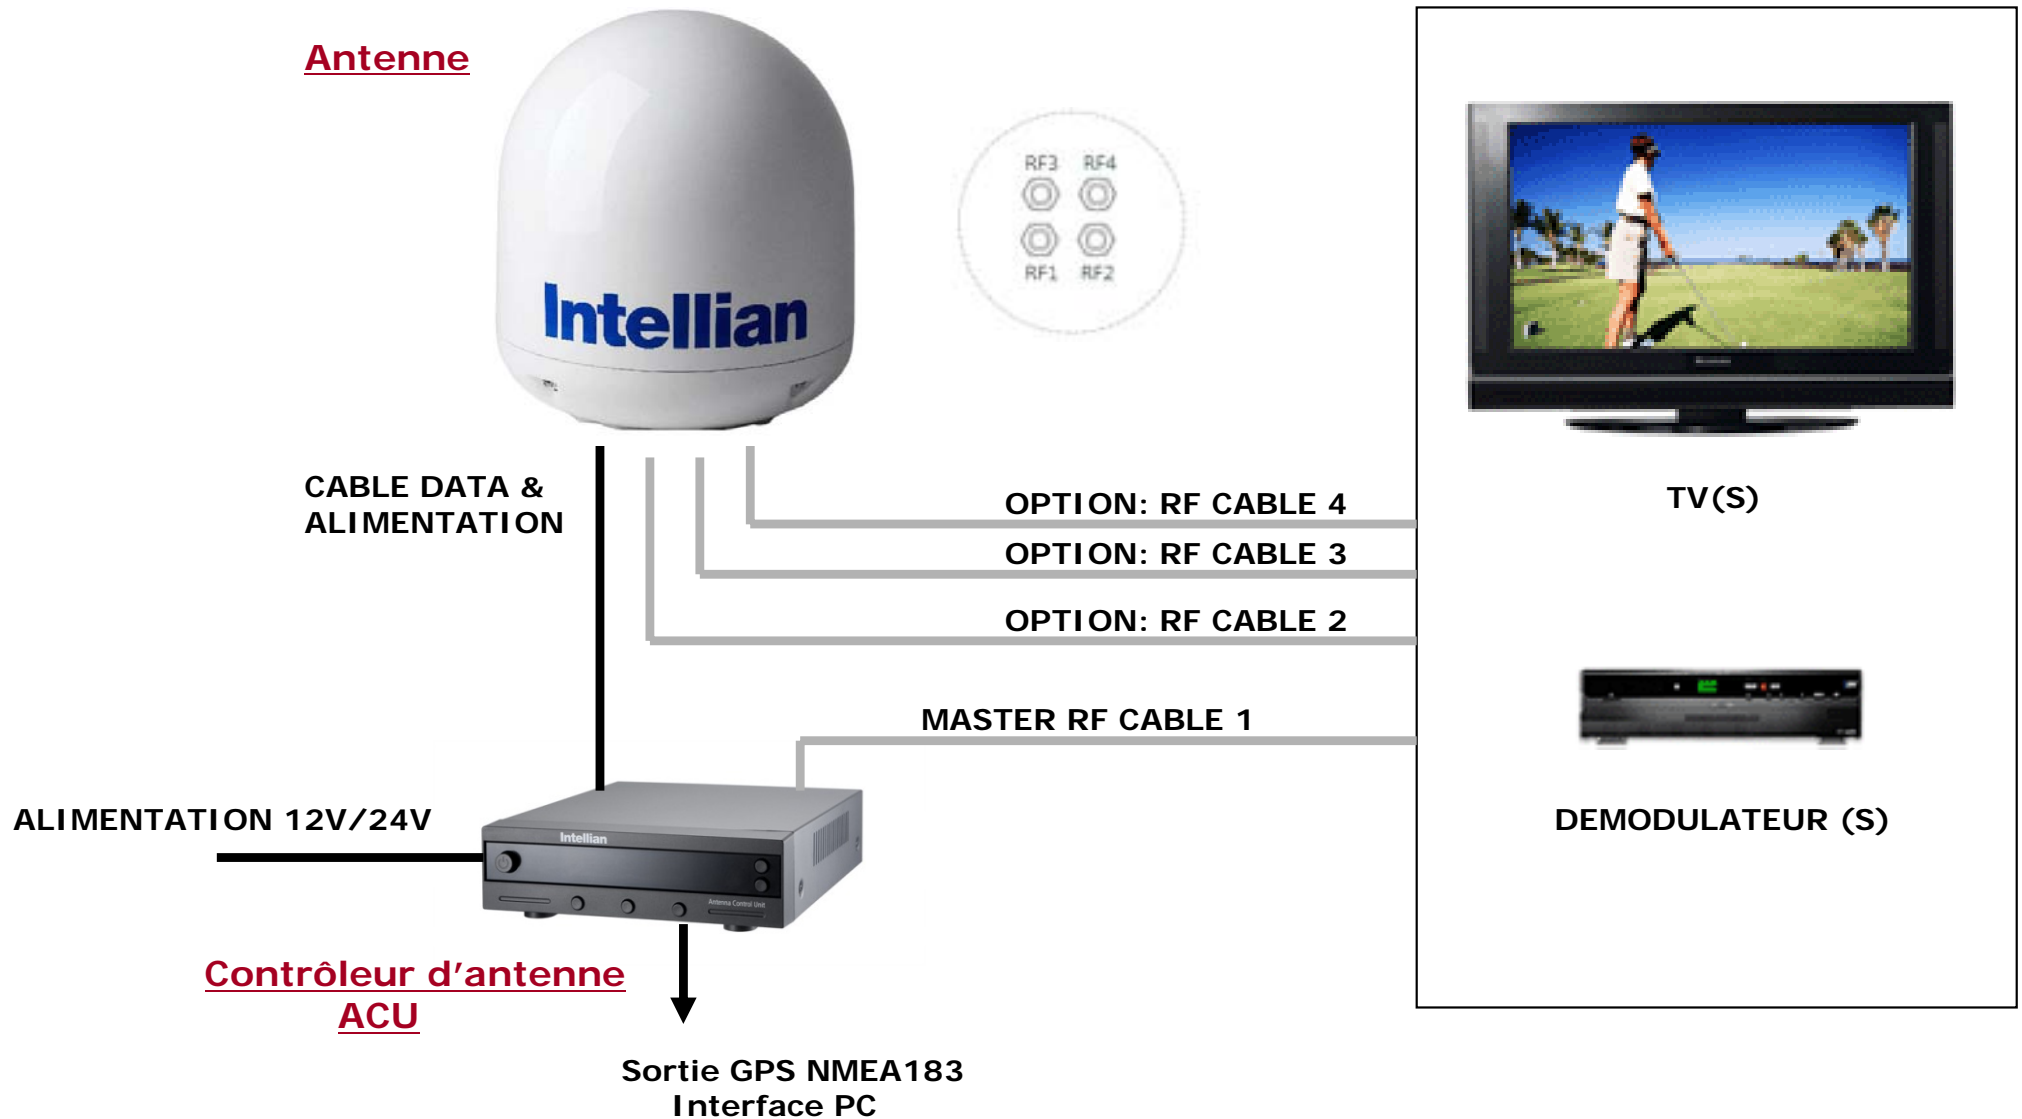 Antenne
RF3 RF4
RF1 RF2
Intellian
CABLE DATA &
ALIMENTATION
OPTION: RF CABLE 4
OPTION: RF CABLE 3
OPTION: RF CABLE 2
MASTER RF CABLE 1
TV(S)
DEMODULATEUR (S)
ALIMENTATION 12V/24V
Intellian
Antenna Control Unit
Contrôleur d’antenne
ACU
Sortie GPS NMEA183
Interface PC